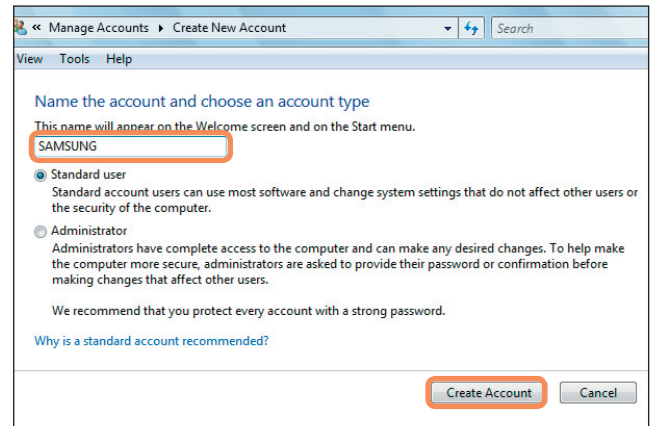 « Manage Accounts ▸ Create New Account Search
View Tools Help
Name the account and choose an account type
This name will appear on the Welcome screen and on the Start menu.
SAMSUNG
Standard user
Standard account users can use most software and change system settings that do not affect other users or
the security of the computer.
Administrator
Administrators have complete access to the computer and can make any desired changes. To help make
the computer more secure, administrators are asked to provide their password or confirmation before
making changes that affect other users.
We recommend that you protect every account with a strong password.
Why is a standard account recommended?
Create Account Cancel